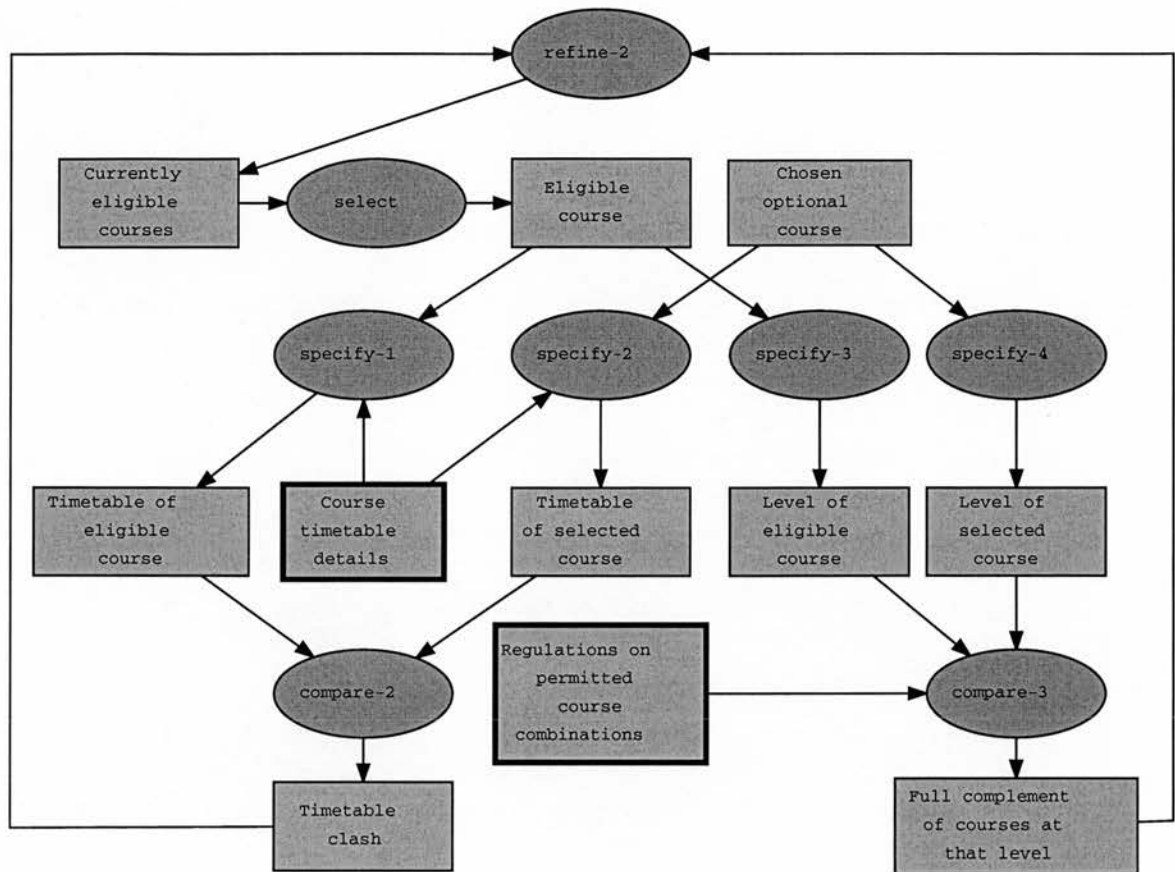 refine-2
Currently
eligible
courses
select
Eligible
course
Chosen
optional
course
specify-1
specify-2
specify-3
specify-4
Timetable of
eligible
course
Course
timetable
details
Timetable
of selected
course
Level of
eligible
course
Level of
selected
course
compare-2
Regulations on
permitted
course
combinations
compare-3
Timetable
clash
Full complement
of courses at
that level